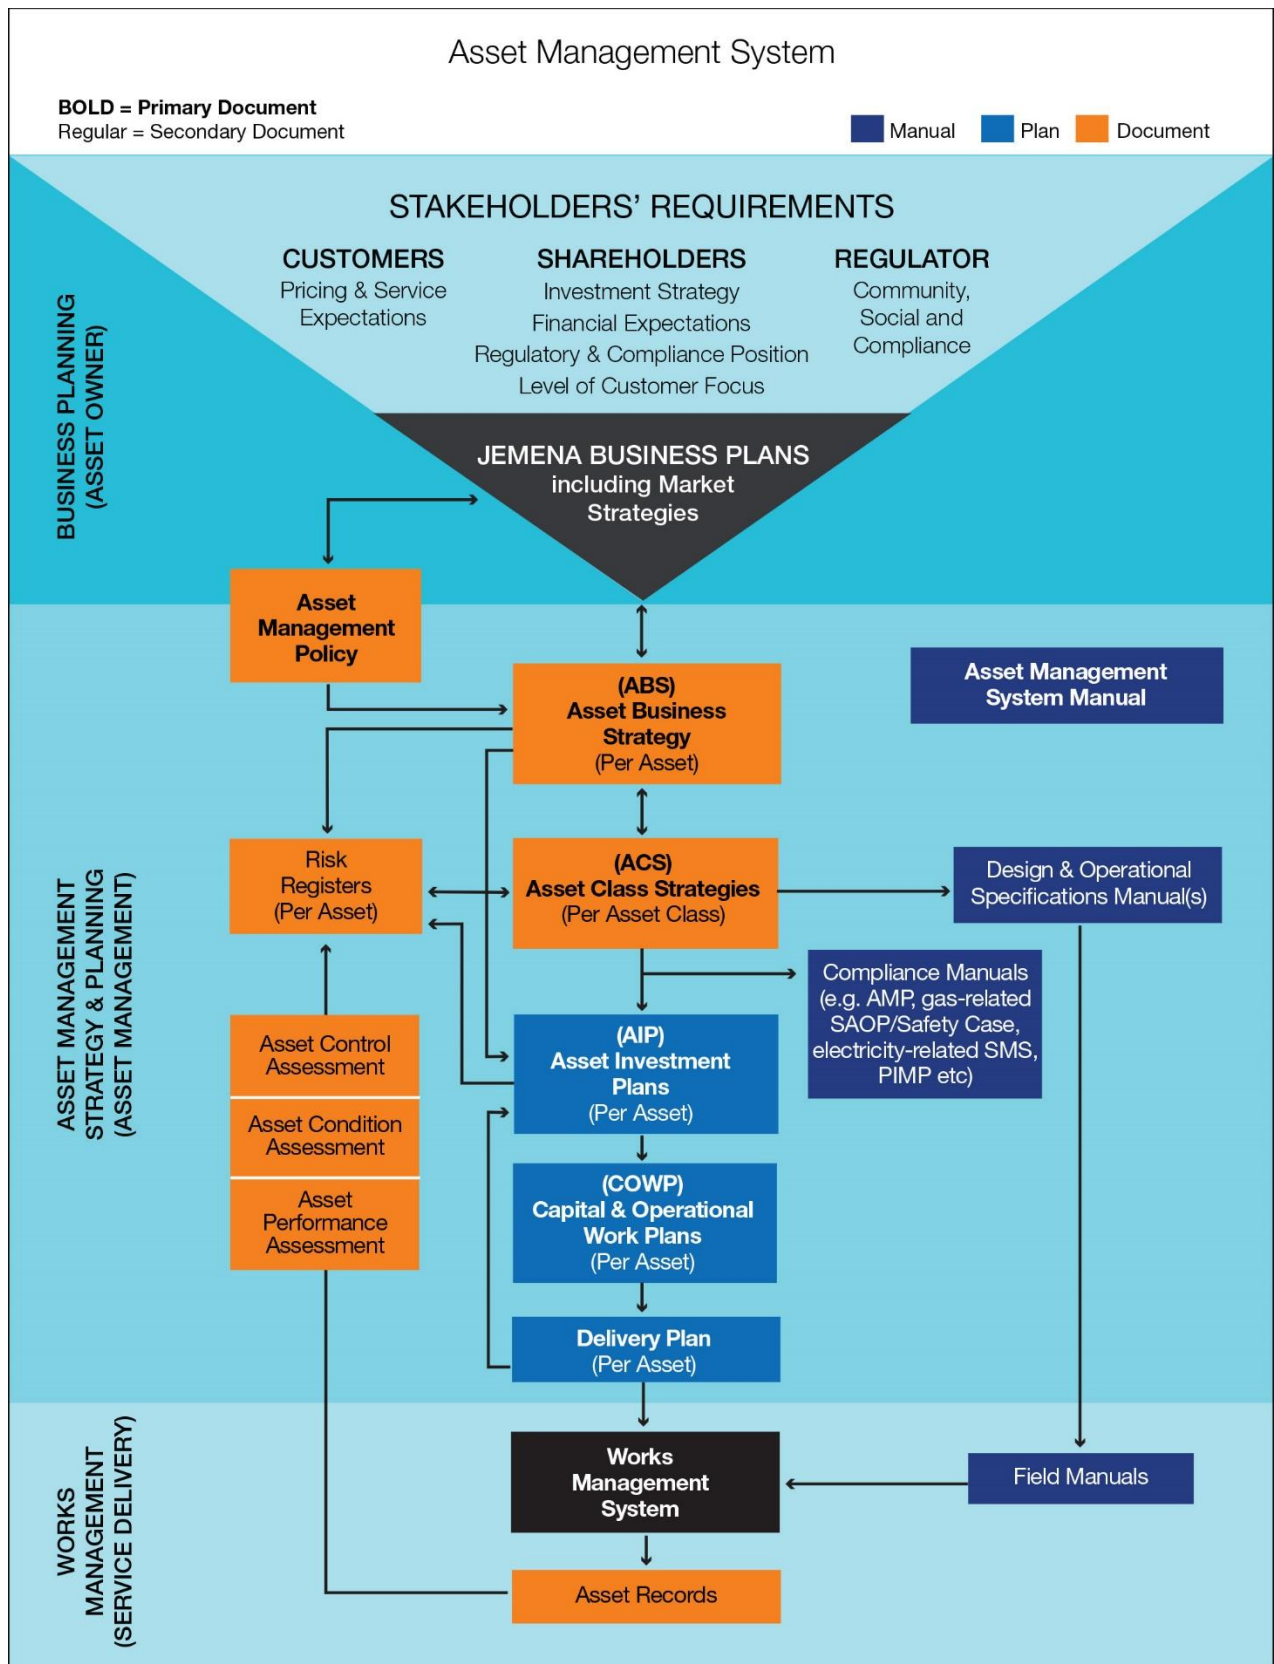 Asset Management System
BOLD = Primary Document
Regular = Secondary Document
Manual
Plan
Document
STAKEHOLDERS' REQUIREMENTS
CUSTOMERS
Pricing & Service
Expectations
SHAREHOLDERS
Investment Strategy
Financial Expectations
Regulatory & Compliance Position
Level of Customer Focus
REGULATOR
Community,
Social and
Compliance
JEMENA BUSINESS PLANS
including Market
Strategies
BUSINESS PLANNING
(ASSET OWNER)
Asset
Management
Policy
(ABS)
Asset Business
Strategy
(Per Asset)
Asset Management
System Manual
Risk
Registers
(Per Asset)
(ACS)
Asset Class Strategies
(Per Asset Class)
Design & Operational
Specifications Manual(s)
Compliance Manuals
(e.g. AMP, gas-related
SAOP/Safety Case,
electricity-related SMS,
PIMP etc)
ASSET MANAGEMENT
STRATEGY & PLANNING
(ASSET MANAGEMENT)
Asset Control
Assessment
Asset Condition
Assessment
Asset
Performance
Assessment
(AIP)
Asset Investment
Plans
(Per Asset)
(COWP)
Capital & Operational
Work Plans
(Per Asset)
Delivery Plan
(Per Asset)
WORKS
MANAGEMENT
(SERVICE DELIVERY)
Works
Management
System
Field Manuals
Asset Records